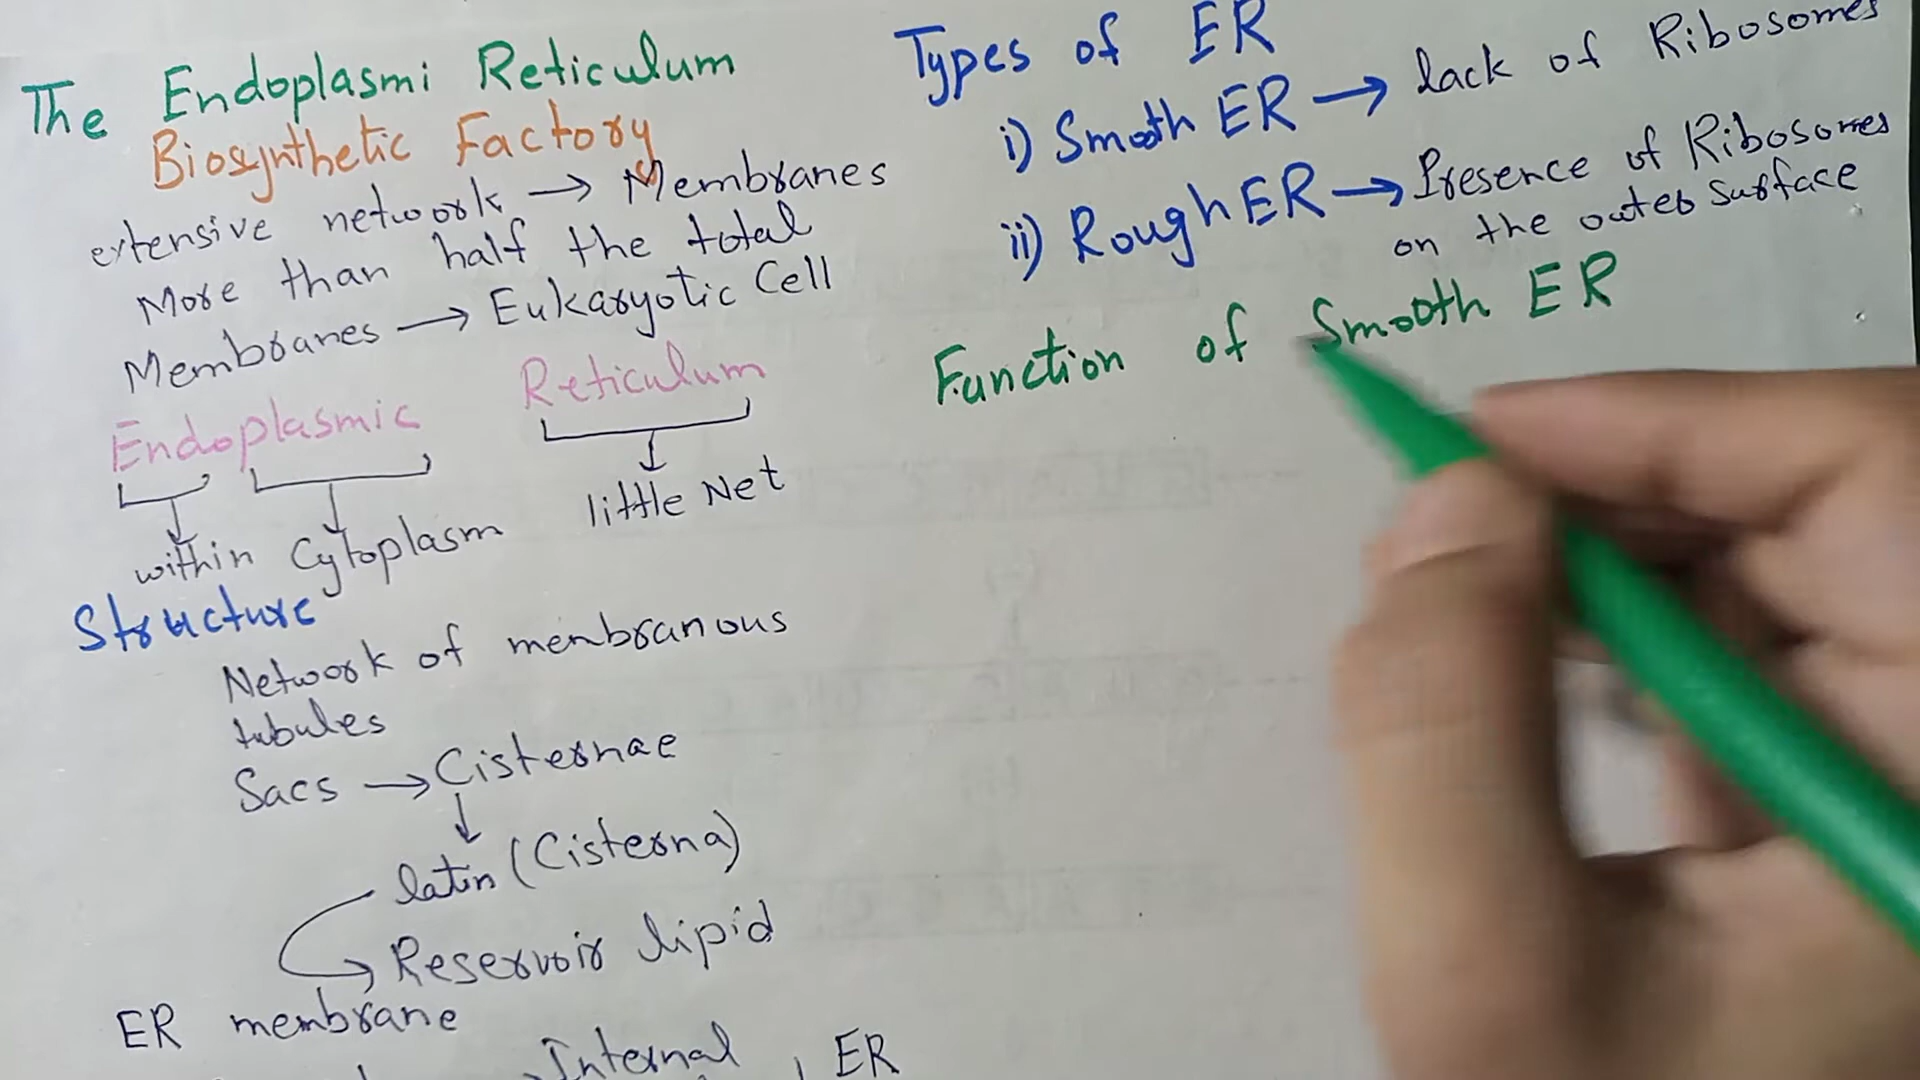 The Endoplasmi Reticulum
Biosynthetic Factory
extensive network → Membranes
More than half the total
Membranes → Eukaryotic Cell
Endoplasmic Reticulum
within Cytoplasm little Net
Structure
Network of membranous
tubules
Sacs → Cisternae
latin (Cisterna)
Reservoir lipid
ER membrane
Internal ER
Types of ER
i) Smooth ER → lack of Ribosomes
ii) Rough ER → Presence of Ribosomes
on the outer Surface
Function of Smooth ER